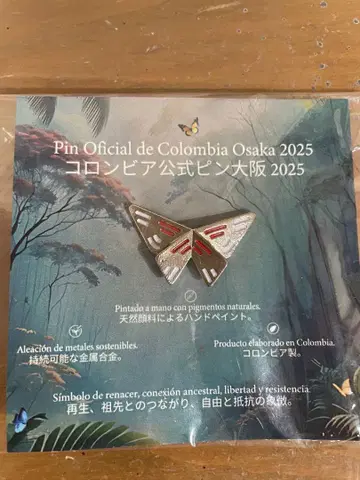 Pin Oficial de Colombia Osaka 2025
コロンビア公式ピン大阪 2025
Pintado a mano con pigmentos naturales.
天然顔料によるハンドペイント。
Aleación de metales sostenibles.
持続可能な金属合金。
Producto elaborado en Colombia.
コロンビア製。
Símbolo de renacer, conexión ancestral, libertad y resistencia.
再生、祖先とのつながり、自由と抵抗の象徴。